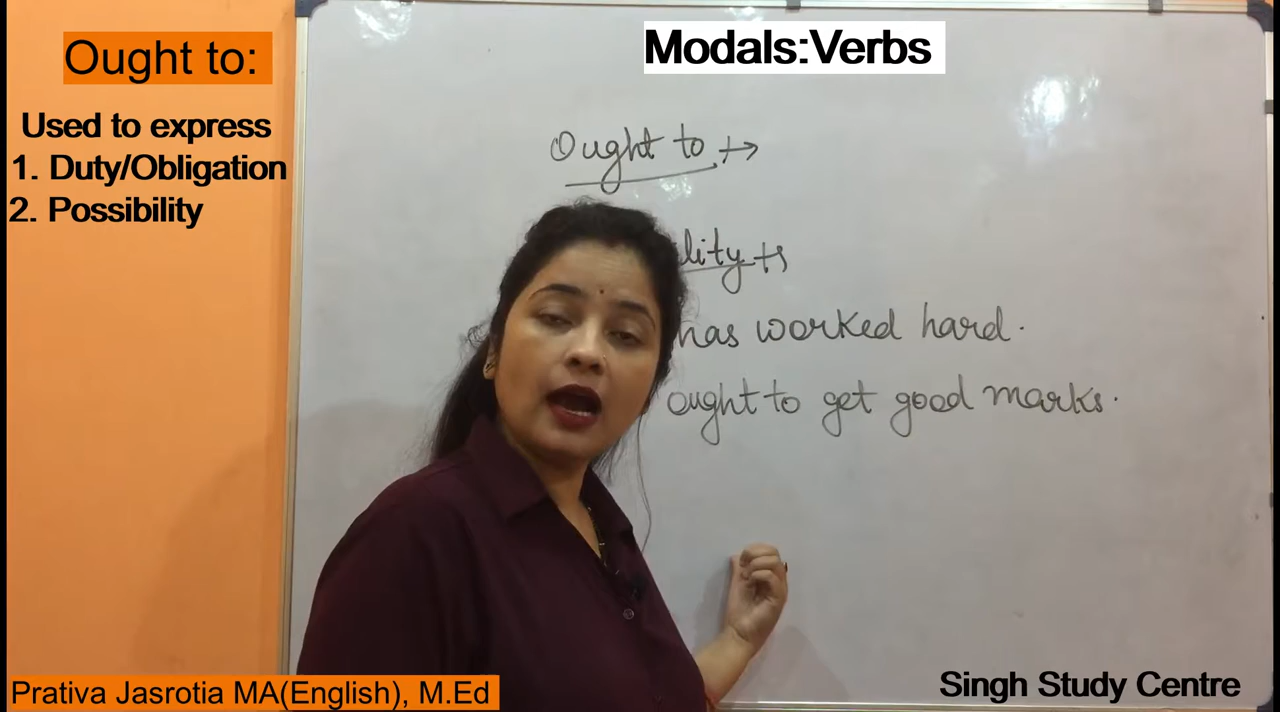 Ought to:
Modals:Verbs
Used to express
1. Duty/Obligation
2. Possibility
Ought to
has worked hard.
ought to get good marks.
Prativa Jasrotia MA(English), M.Ed
Singh Study Centre